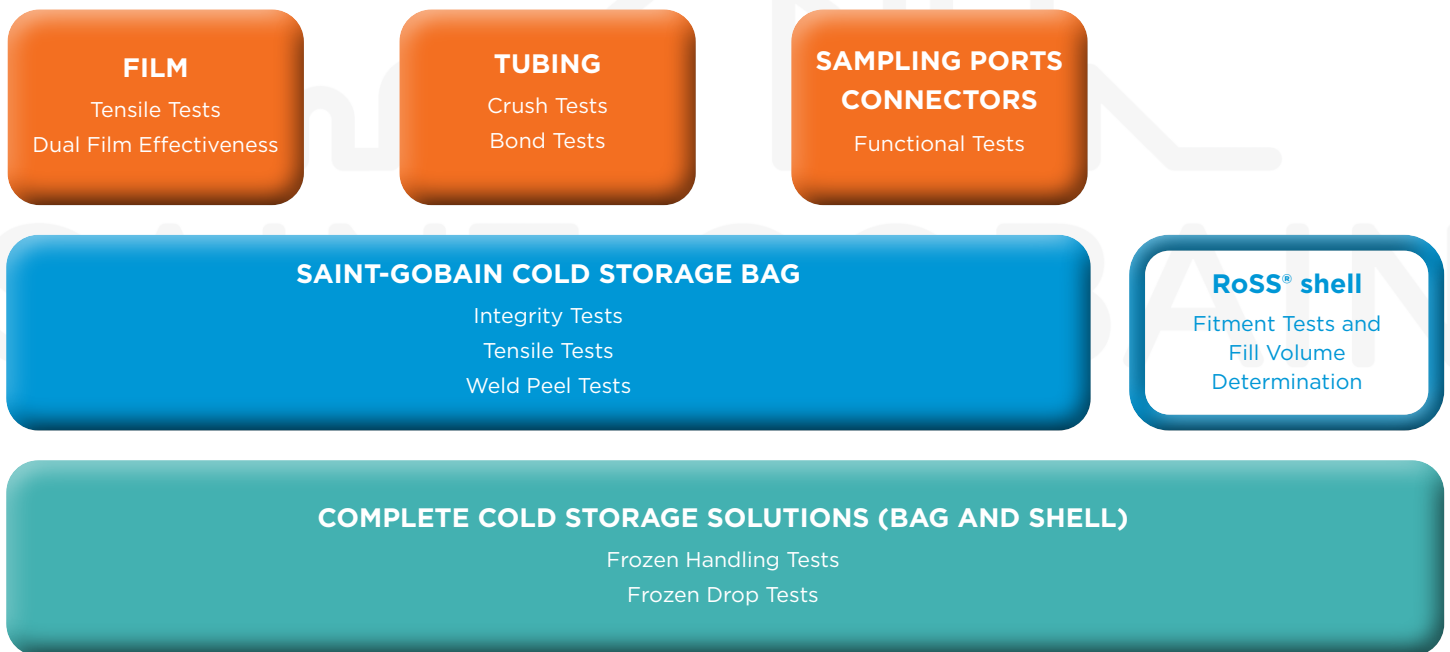 FILM
Tensile Tests
Dual Film Effectiveness
TUBING
Crush Tests
Bond Tests
SAMPLING PORTS
CONNECTORS
Functional Tests
SAINT-GOBAIN COLD STORAGE BAG
Integrity Tests
Tensile Tests
Weld Peel Tests
RoSS® shell
Fitment Tests and
Fill Volume
Determination
COMPLETE COLD STORAGE SOLUTIONS (BAG AND SHELL)
Frozen Handling Tests
Frozen Drop Tests